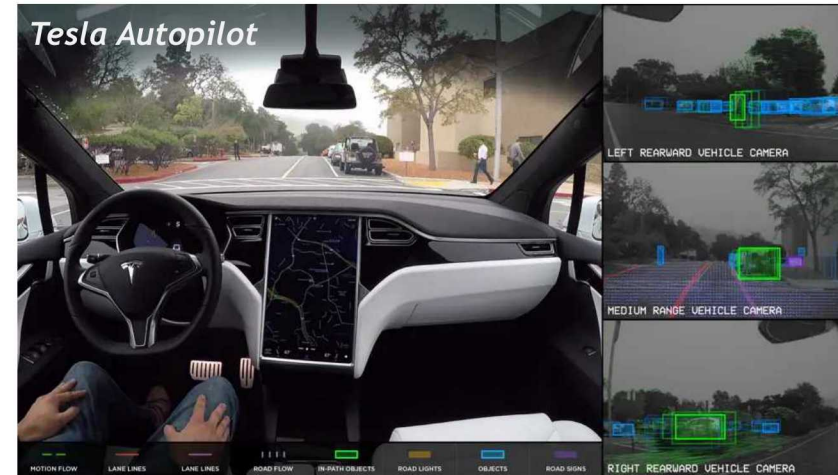 Tesla Autopilot
LEFT REARWARD VEHICLE CAMERA
MEDIUM RANGE VEHICLE CAMERA
RIGHT REARWARD VEHICLE CAMERA
MOTION FLOW
LANE LINES
LANE LINES
ROAD FLOW
IN-PATH OBJECTS
ROAD LIGHTS
OBJECTS
ROAD SIGNS